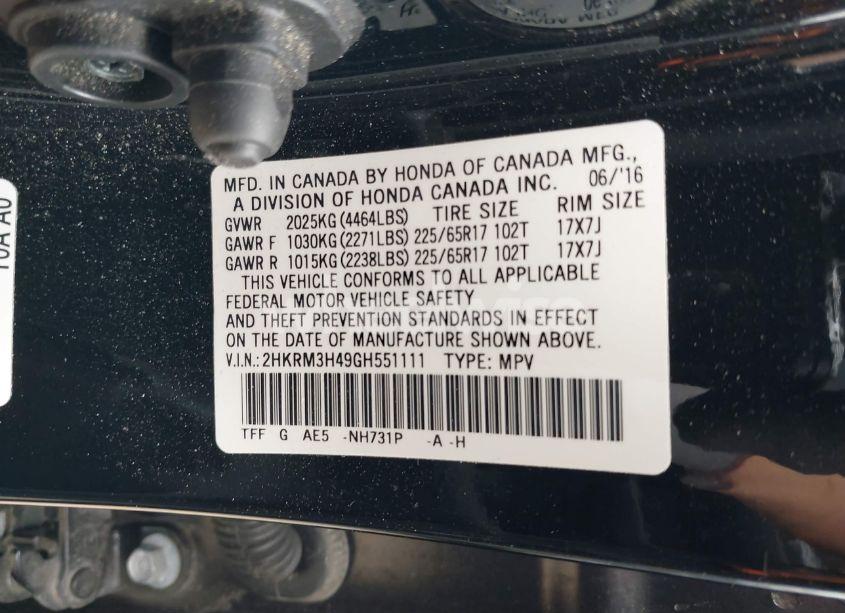 MFD. IN CANADA BY HONDA OF CANADA MFG.,
A DIVISION OF HONDA CANADA INC. 06/'16
GVWR 2025KG(4464LBS) TIRE SIZE RIM SIZE
GAWR F 1030KG(2271LBS) 225/65R17 102T 17X7J
GAWR R 1015KG(2238LBS) 225/65R17 102T 17X7J
THIS VEHICLE CONFORMS TO ALL APPLICABLE
FEDERAL MOTOR VEHICLE SAFETY
AND THEFT PREVENTION STANDARDS IN EFFECT
ON THE DATE OF MANUFACTURE SHOWN ABOVE.
V.I.N.:2HKRM3H49GH551111 TYPE: MPV
TFF G AE5 -NH731P -A -H